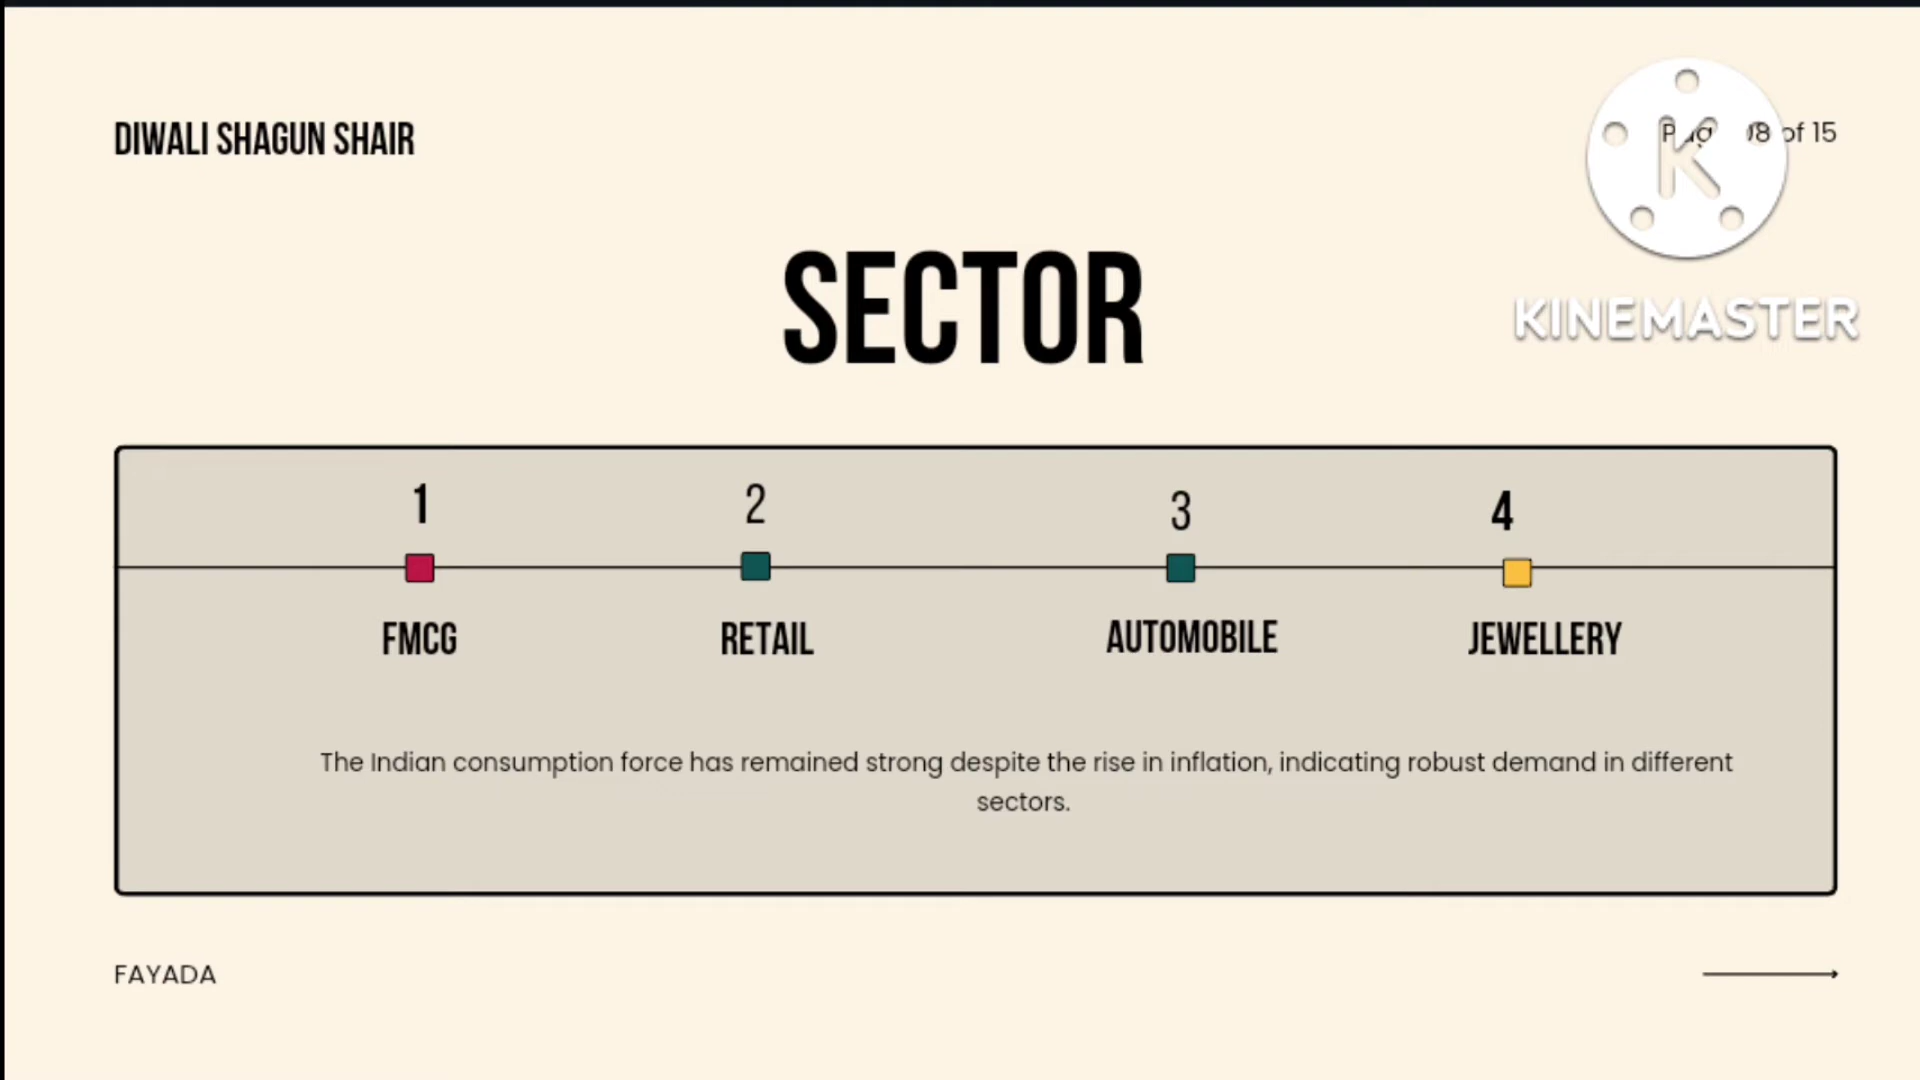 DIWALI SHAGUN SHAIR
08 of 15
KINEMASTER
SECTOR
1 2 3 4
FMCG RETAIL AUTOMOBILE JEWELLERY
The Indian consumption force has remained strong despite the rise in inflation, indicating robust demand in different
sectors.
FAYADA